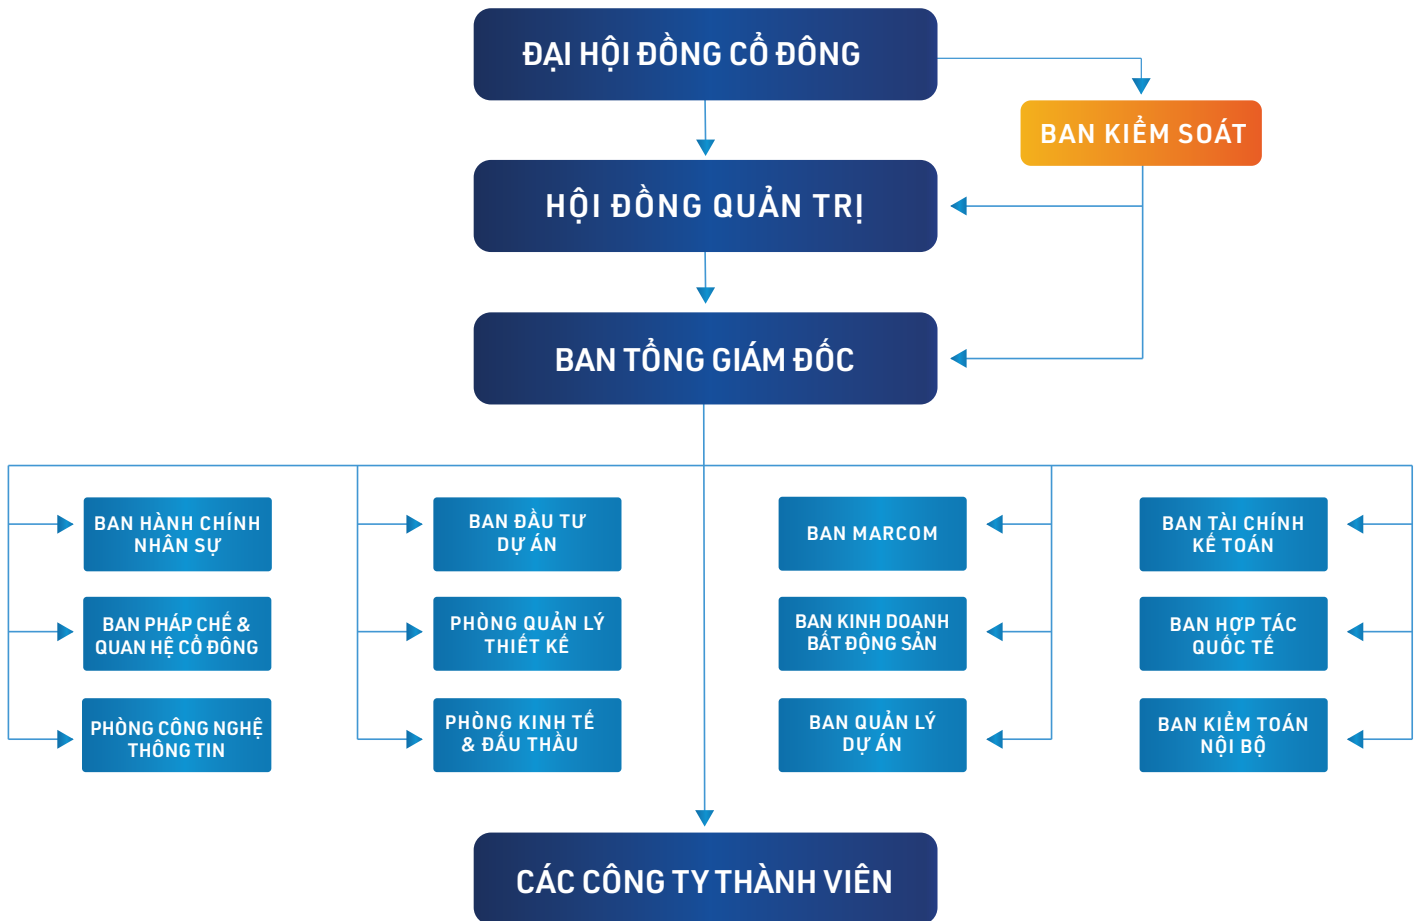 ĐẠI HỘI ĐỒNG CỔ ĐÔNG
BAN KIỂM SOÁT
HỘI ĐỒNG QUẢN TRỊ
BAN TỔNG GIÁM ĐỐC
BAN HÀNH CHÍNH
NHÂN SỰ
BAN ĐẦU TƯ
DỰ ÁN
BAN MARCOM
BAN TÀI CHÍNH
KẾ TOÁN
BAN PHÁP CHẾ &
QUAN HỆ CỔ ĐÔNG
PHÒNG QUẢN LÝ
THIẾT KẾ
BAN KINH DOANH
BẤT ĐỘNG SẢN
BAN HỢP TÁC
QUỐC TẾ
PHÒNG CÔNG NGHỆ
THÔNG TIN
PHÒNG KINH TẾ
& ĐẤU THẦU
BAN QUẢN LÝ
DỰ ÁN
BAN KIỂM TOÁN
NỘI BỘ
CÁC CÔNG TY THÀNH VIÊN